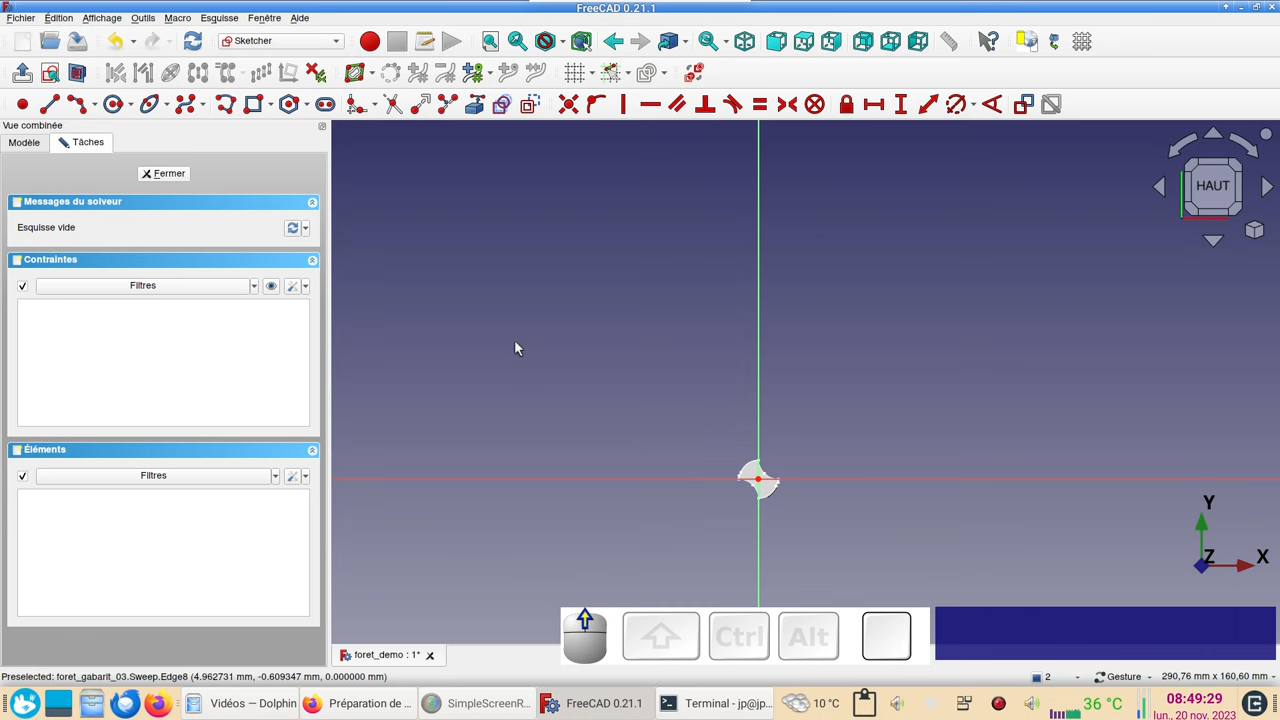 FreeCAD 0.21.1
Fichier Édition Affichage Outils Macro Esquisse Fenêtre Aide
Sketcher
Vue combinée
Modèle Tâches
Fermer
Messages du solveur
Esquisse vide
Contraintes
Filtres
Éléments
Filtres
HAUT
Y
Z X
Ctrl Alt
foret_demo : 1*
Preselected: foret_gabarit_03.Sweep.Edge8 (4.962731 mm, -0.609347 mm, 0.000000 mm) 2 Gesture 290,76 mm x 160,60 mm
Vidéos — Dolphin Préparation de ... SimpleScreenR... FreeCAD 0.21.1 Terminal - jp@jp... 10 °C 36 °C 08:49:29
lun., 20 nov. 2023